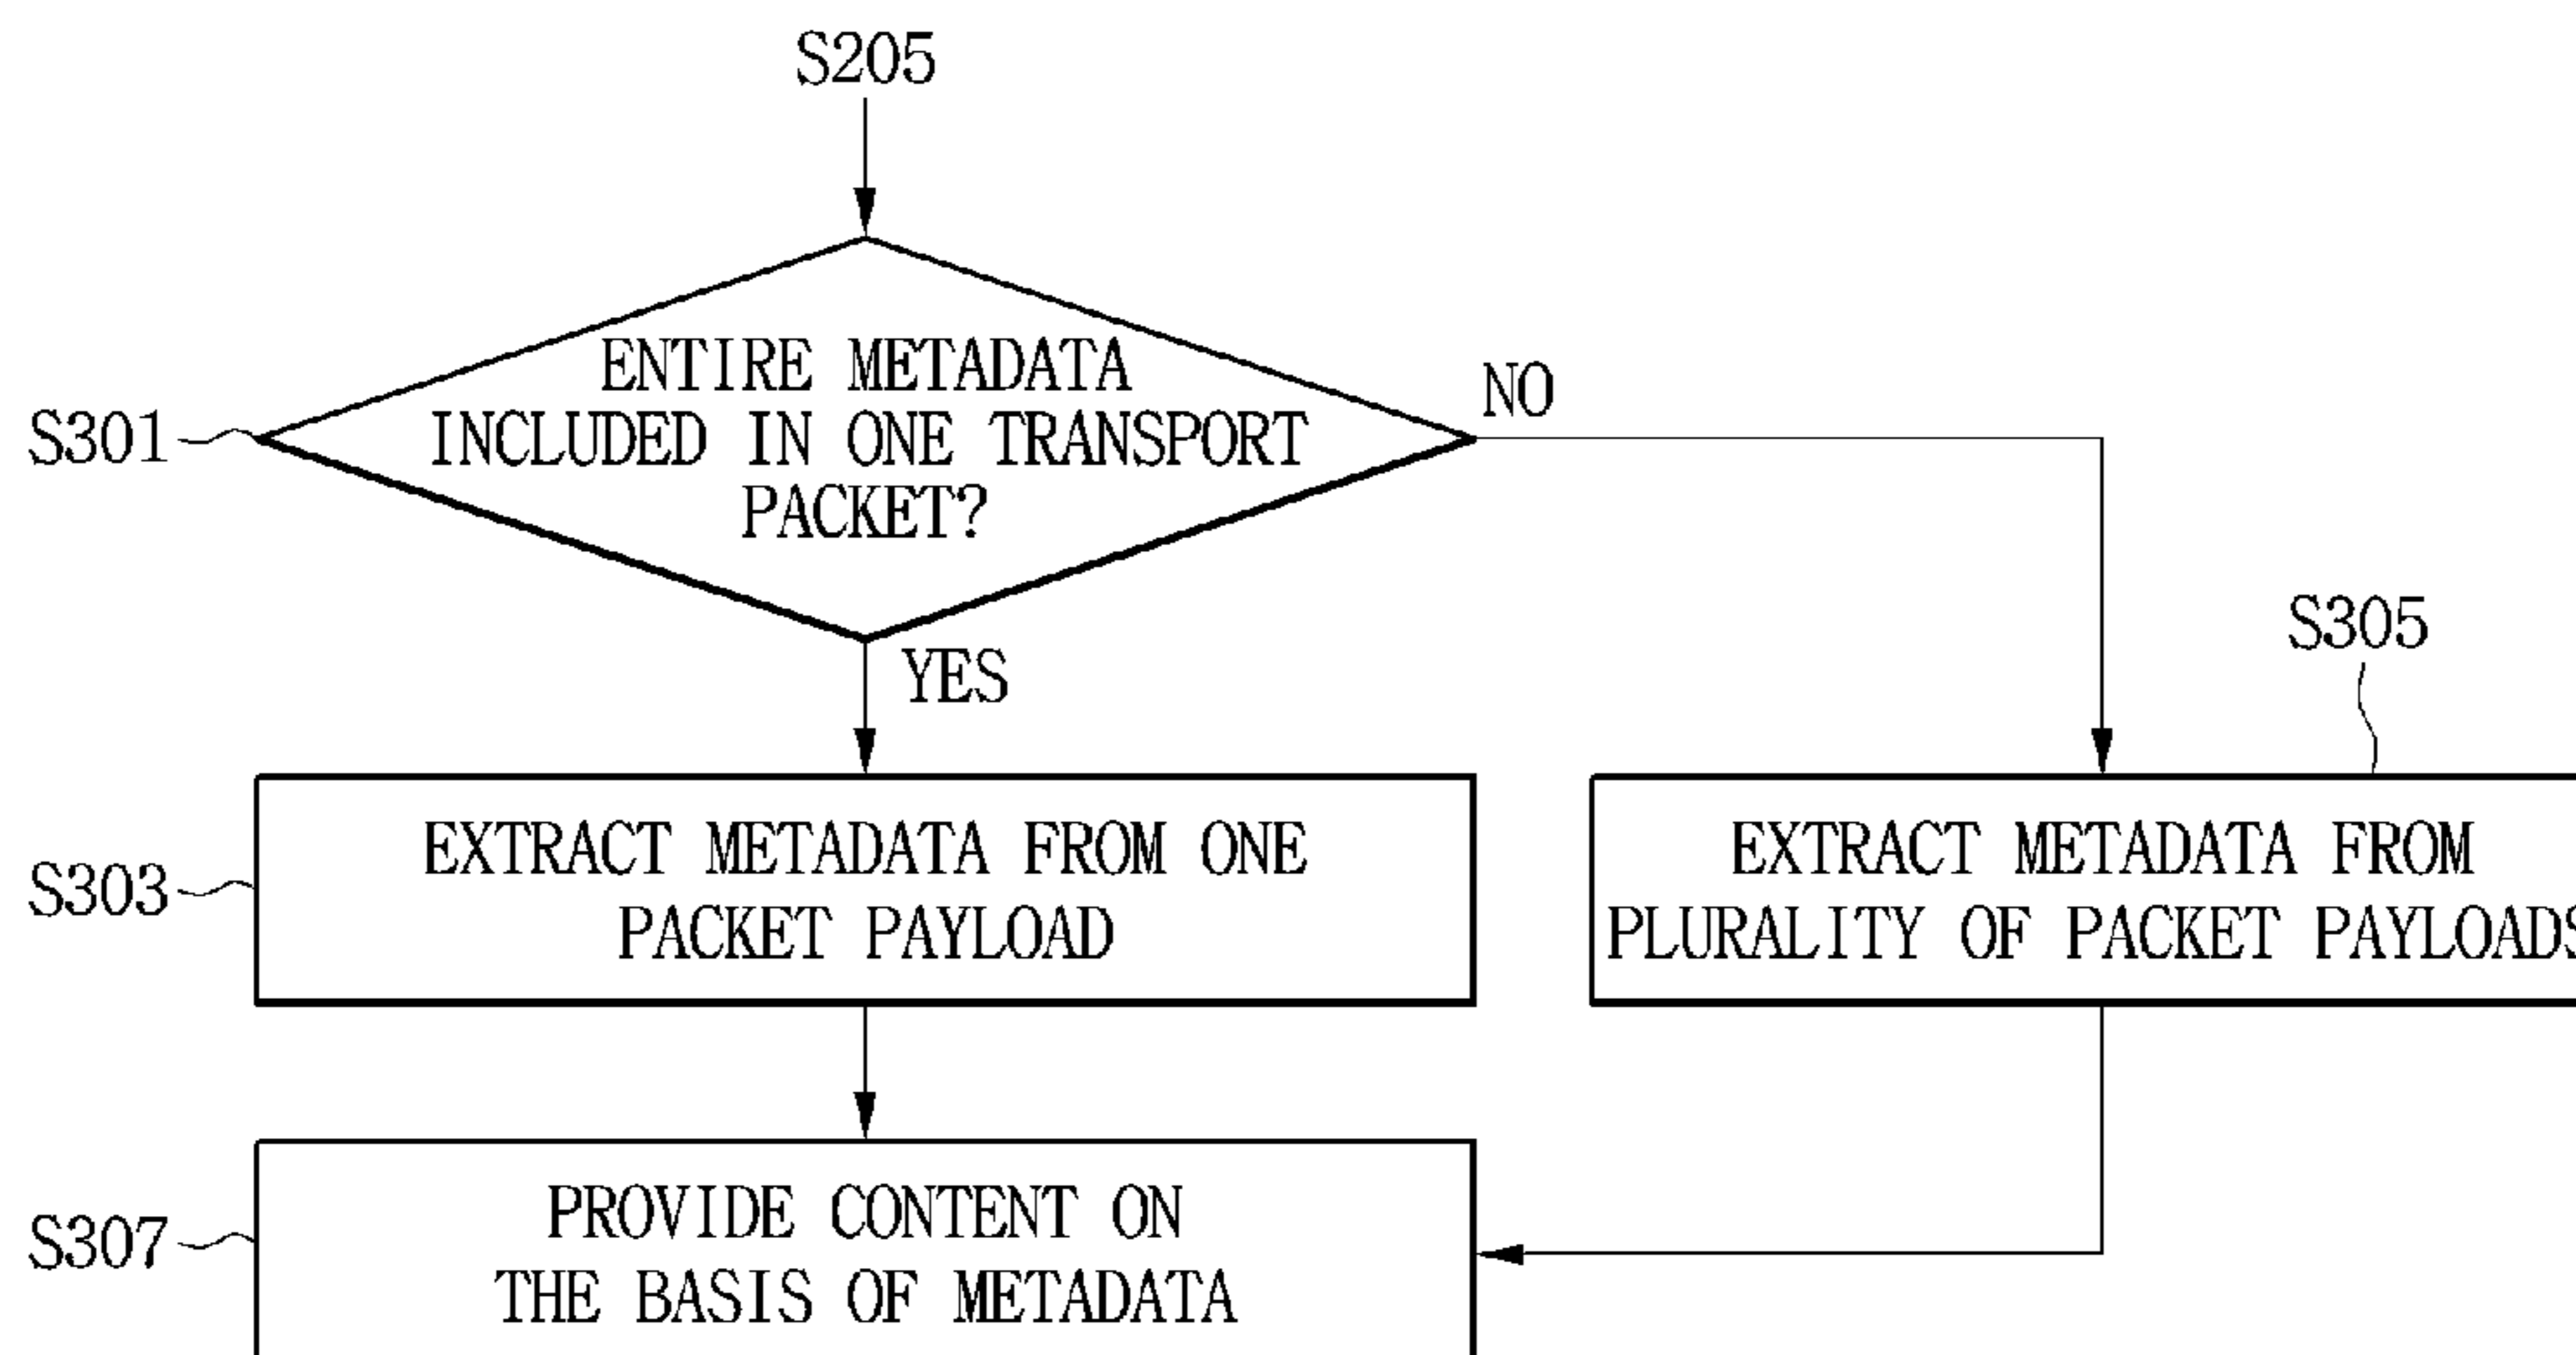 S205
ENTIRE METADATA
INCLUDED IN ONE TRANSPORT
PACKET?
S301
NO
YES
S305
S303
EXTRACT METADATA FROM ONE
PACKET PAYLOAD
EXTRACT METADATA FROM
PLURALITY OF PACKET PAYLOADS
S307
PROVIDE CONTENT ON
THE BASIS OF METADATA